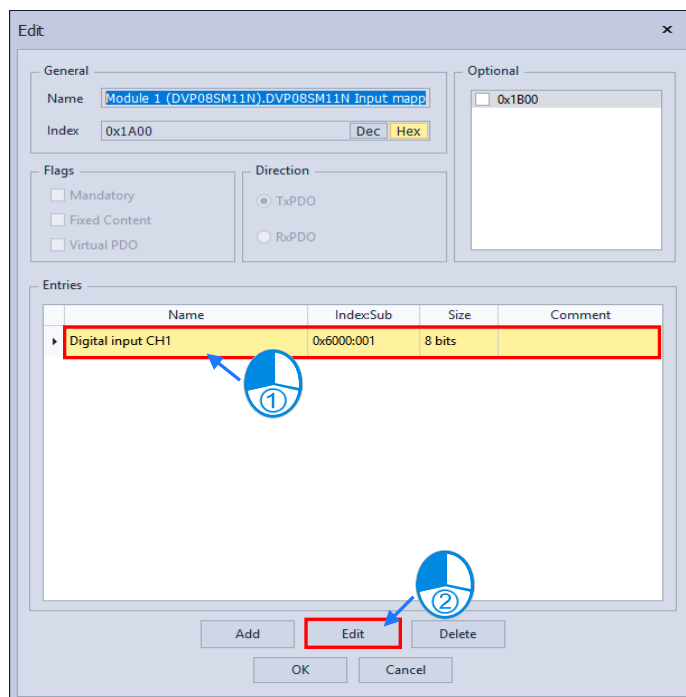 Edit
General
Name Module 1 (DVP08SM11N).DVP08SM11N Input mapp
Index 0x1A00 Dec Hex
Optional
0x1B00
Flags
Mandatory
Fixed Content
Virtual PDO
Direction
TxPDO
RxPDO
Entries
Name Index:Sub Size Comment
Digital input CH1 0x6000:001 8 bits
①
②
Add Edit Delete
OK Cancel